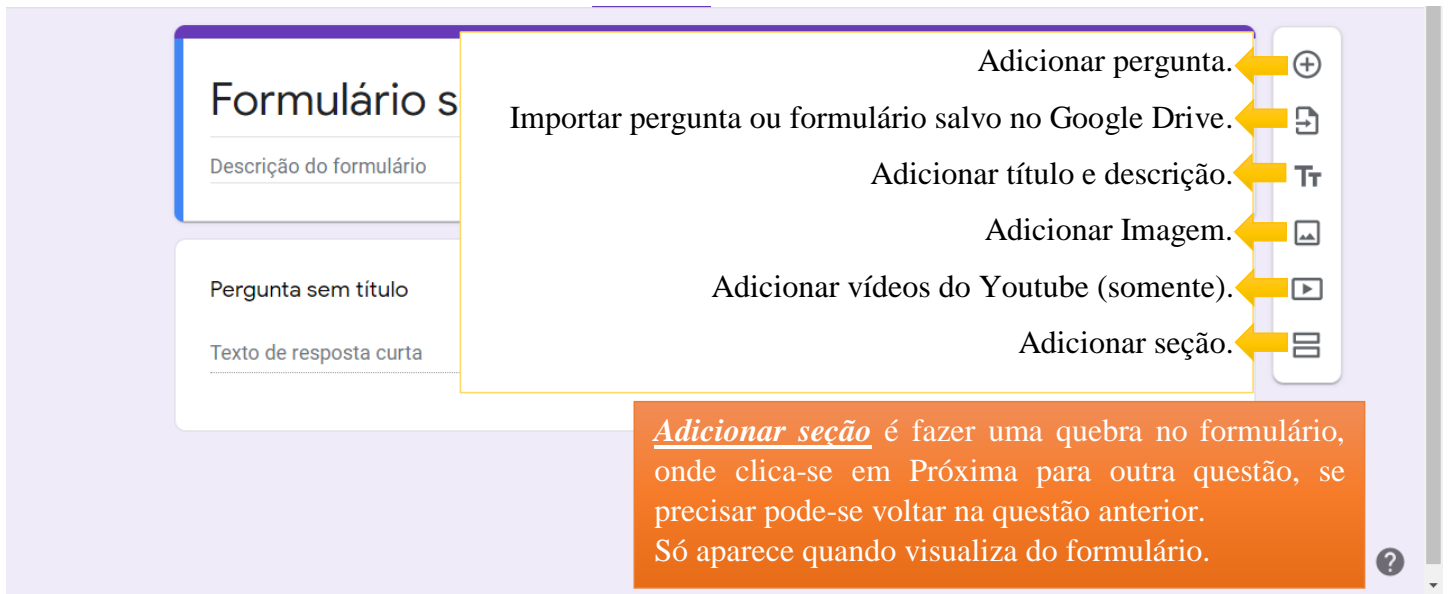 Formulário s
Descrição do formulário
Pergunta sem título
Texto de resposta curta
Adicionar pergunta.
Importar pergunta ou formulário salvo no Google Drive.
Adicionar título e descrição.
Adicionar Imagem.
Adicionar vídeos do Youtube (somente).
Adicionar seção.
Adicionar seção é fazer uma quebra no formulário,
onde clica-se em Próxima para outra questão, se
precisar pode-se voltar na questão anterior.
Só aparece quando visualiza do formulário.